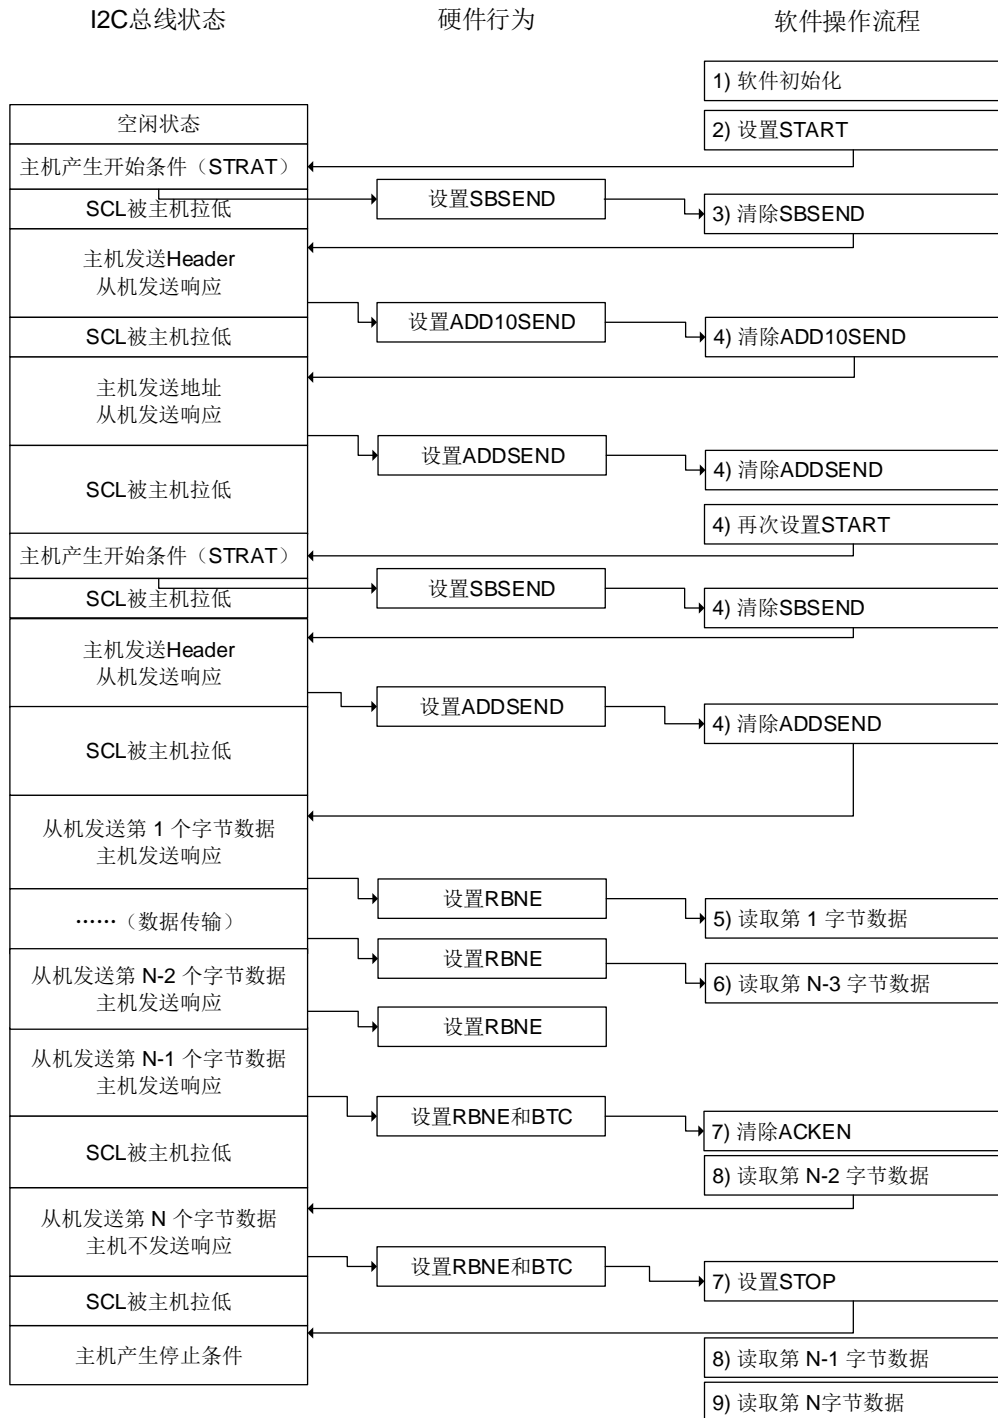 I2C总线状态
硬件行为
软件操作流程
1) 软件初始化
空闲状态
2) 设置START
主机产生开始条件（STRAT）
设置SBSEND
SCL被主机拉低
3) 清除SBSEND
主机发送Header
从机发送响应
设置ADD10SEND
SCL被主机拉低
4) 清除ADD10SEND
主机发送地址
从机发送响应
设置ADDSEND
4) 清除ADDSEND
SCL被主机拉低
4) 再次设置START
主机产生开始条件（STRAT）
设置SBSEND
SCL被主机拉低
4) 清除SBSEND
主机发送Header
从机发送响应
设置ADDSEND
4) 清除ADDSEND
SCL被主机拉低
从机发送第 1 个字节数据
主机发送响应
设置RBNE
5) 读取第 1 字节数据
……（数据传输）
设置RBNE
6) 读取第 N-3 字节数据
从机发送第 N-2 个字节数据
主机发送响应
设置RBNE
从机发送第 N-1 个字节数据
主机发送响应
设置RBNE和BTC
7) 清除ACKEN
SCL被主机拉低
8) 读取第 N-2 字节数据
从机发送第 N 个字节数据
主机不发送响应
设置RBNE和BTC
7) 设置STOP
SCL被主机拉低
主机产生停止条件
8) 读取第 N-1 字节数据
9) 读取第 N字节数据